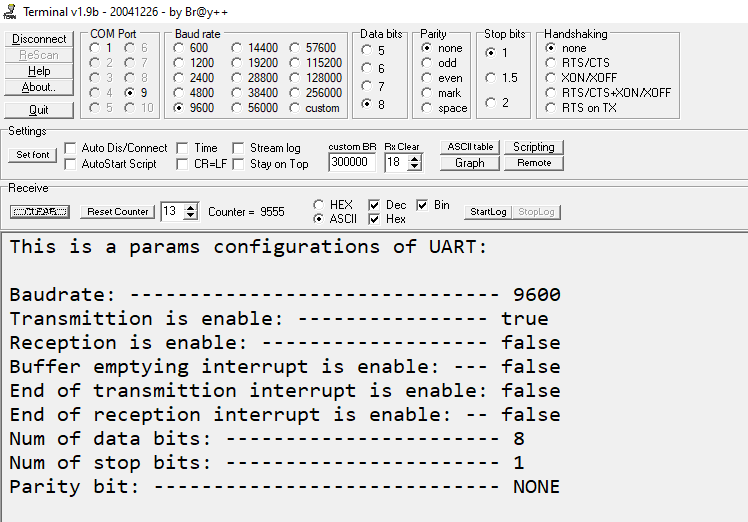 Terminal v1.9b - 20041226 - by Br@y++
Disconnect
ReScan
Help
About..
Quit
COM Port
1 6
2 7
3 8
4 9
5 10
Baud rate
600 14400 57600
1200 19200 115200
2400 28800 128000
4800 38400 256000
9600 56000 custom
Data bits
5
6
7
8
Parity
none
odd
even
mark
space
Stop bits
1
1.5
2
Handshaking
none
RTS/CTS
XON/XOFF
RTS/CTS+XON/XOFF
RTS on TX
Settings
Set font
Auto Dis/Connect Time Stream log
AutoStart Script CR=LF Stay on Top
custom BR Rx Clear
300000 18
ASCII table Scripting
Graph Remote
Receive
CLEAR Reset Counter 13 Counter = 9555
HEX Dec Bin
ASCII Hex
StartLog StopLog
This is a params configurations of UART:
Baudrate: ------------------------------- 9600
Transmittion is enable: ---------------- true
Reception is enable: ------------------- false
Buffer emptying interrupt is enable: --- false
End of transmittion interrupt is enable: false
End of reception interrupt is enable: -- false
Num of data bits: ----------------------- 8
Num of stop bits: ----------------------- 1
Parity bit: ----------------------------- NONE